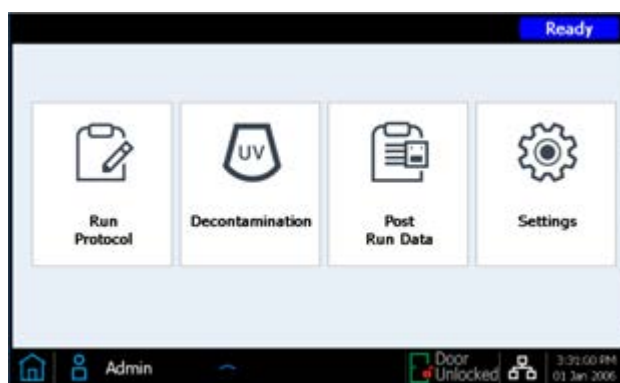 Ready
UV
Run
Protocol
Decontamination
Post
Run Data
Settings
Admin
Door
Unlocked
3:31:00 PM
01 Jan 2006